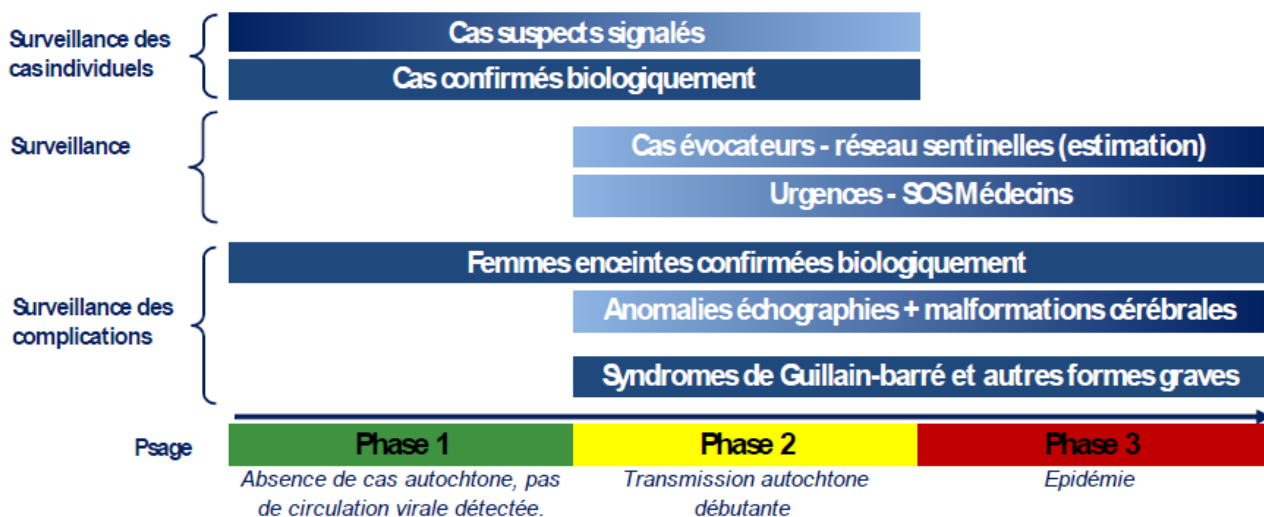 Surveillance des
cas individuels
Cas suspects signalés
Cas confirmés biologiquement
Surveillance
Cas évocateurs - réseau sentinelles (estimation)
Urgences - SOS Médecins
Surveillance des
complications
Femmes enceintes confirmées biologiquement
Anomalies échographies + malformations cérébrales
Syndromes de Guillain-barré et autres formes graves
Psage
Phase 1
Phase 2
Phase 3
Absence de cas autochtone, pas
de circulation virale détectée.
Transmission autochtone
débutante
Epidémie